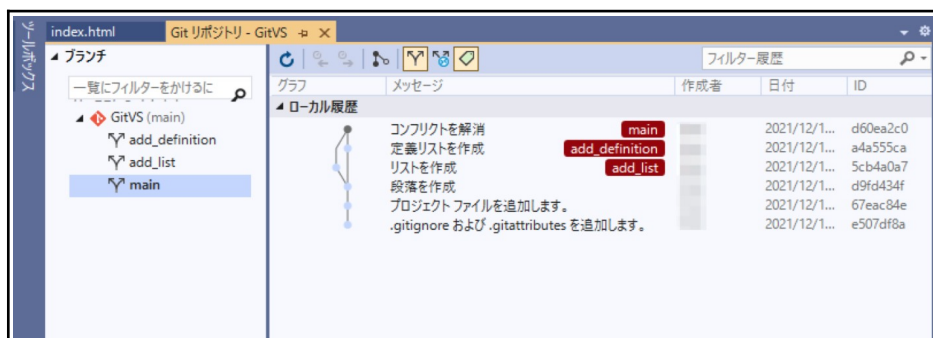 ツールボックス
index.html
Git リポジトリ - GitVS
ブランチ
一覧にフィルターをかけるに
GitVS (main)
add_definition
add_list
main
フィルター履歴
グラフ メッセージ 作成者 日付 ID
ローカル履歴
コンフリクトを解消 main 2021/12/1... d60ea2c0
定義リストを作成 add_definition 2021/12/1... a4a555ca
リストを作成 add_list 2021/12/1... 5cb4a0a7
段落を作成 2021/12/1... d9fd434f
プロジェクト ファイルを追加します。 2021/12/1... 67eac84e
.gitignore および .gitattributes を追加します。 2021/12/1... e507df8a